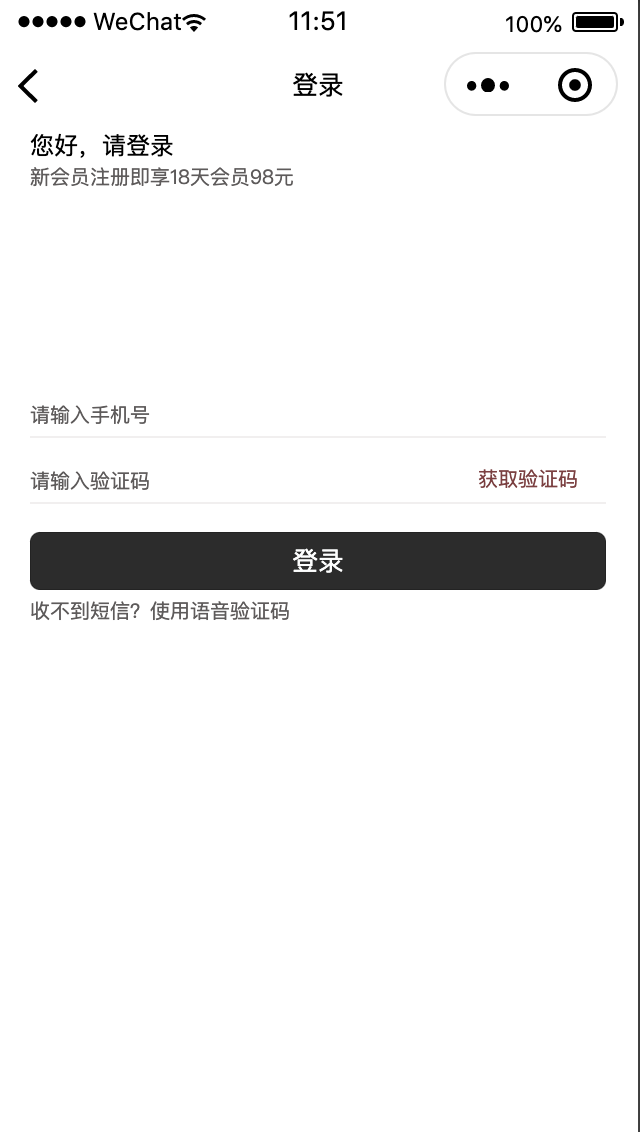 WeChat 11:51 100%
登录
您好，请登录
新会员注册即享18天会员98元
请输入手机号
请输入验证码 获取验证码
登录
收不到短信？使用语音验证码